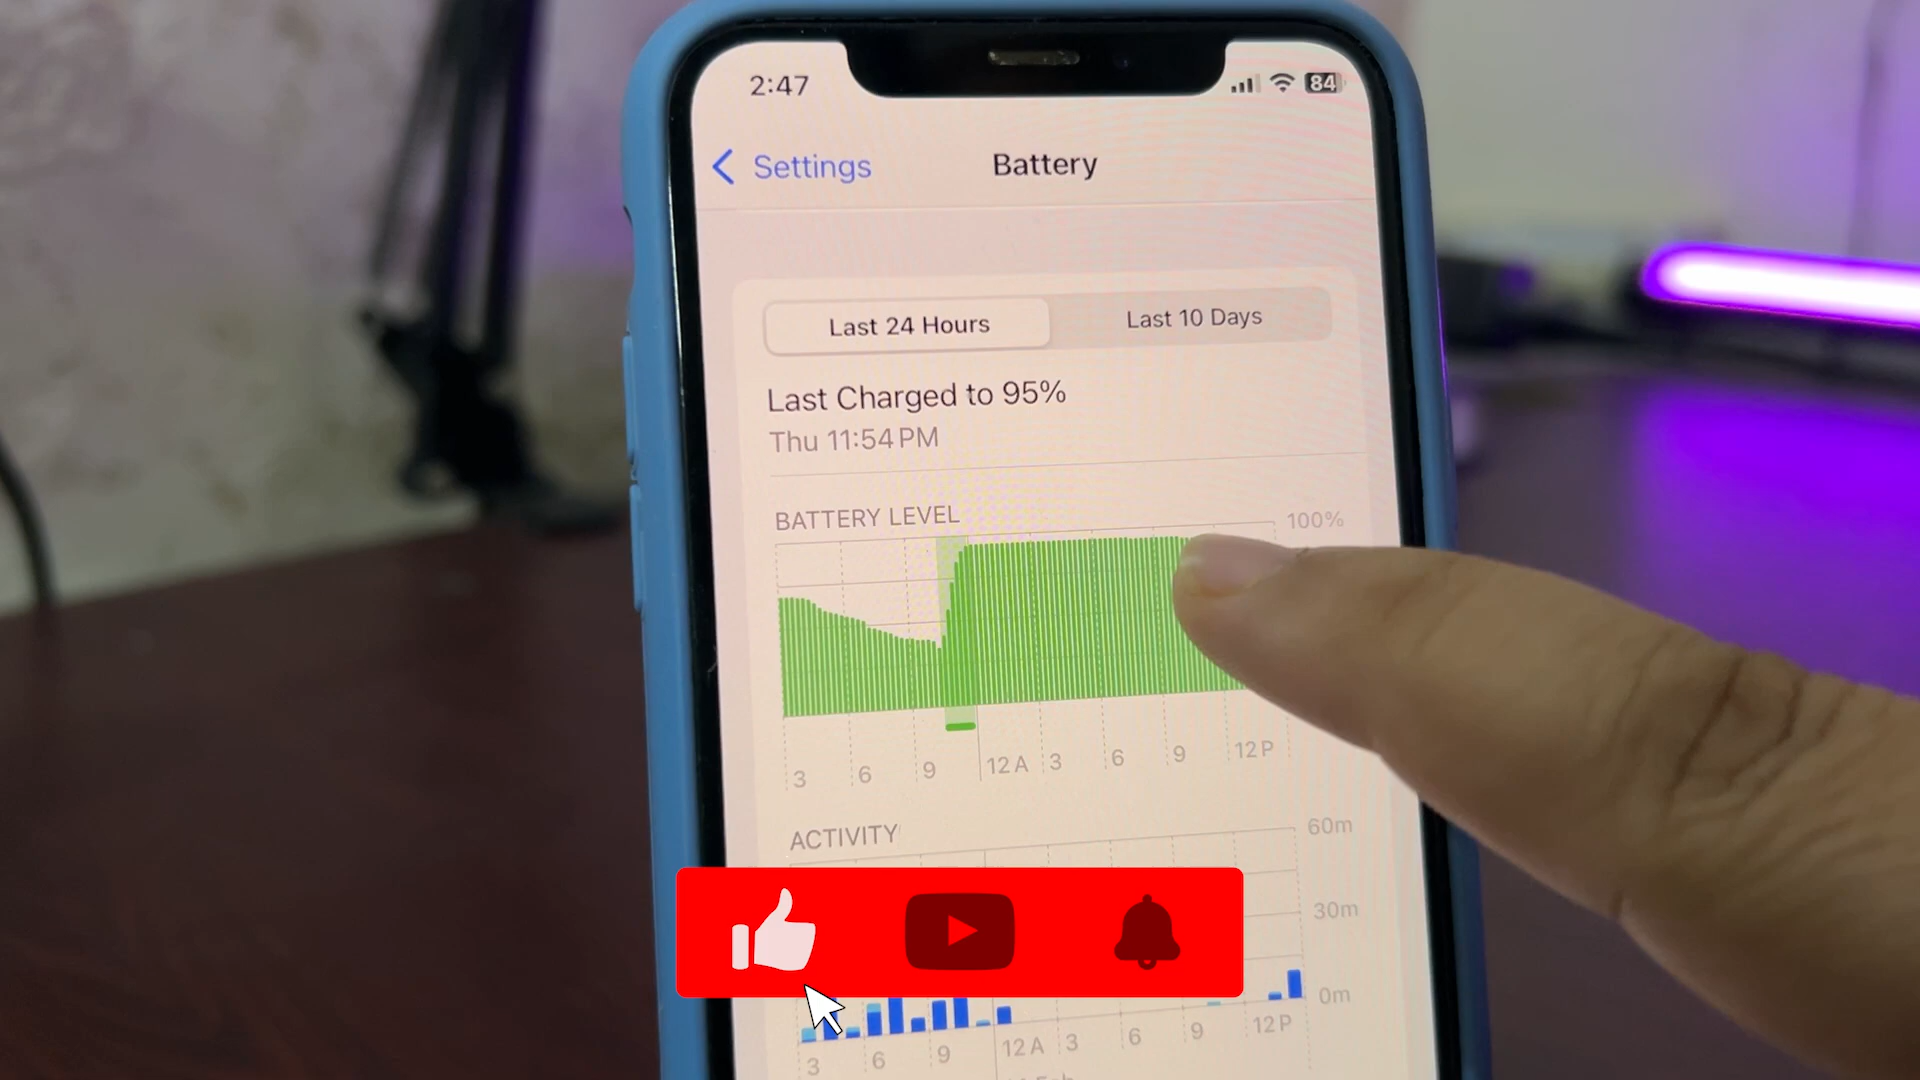 2:47
84
Settings
Battery
Last 24 Hours
Last 10 Days
Last Charged to 95%
Thu 11:54 PM
BATTERY LEVEL
100%
3 6 9 12 A 3 6 9 12 P
ACTIVITY
60m
30m
0m
3 6 9 12 A 3 6 9 12 P